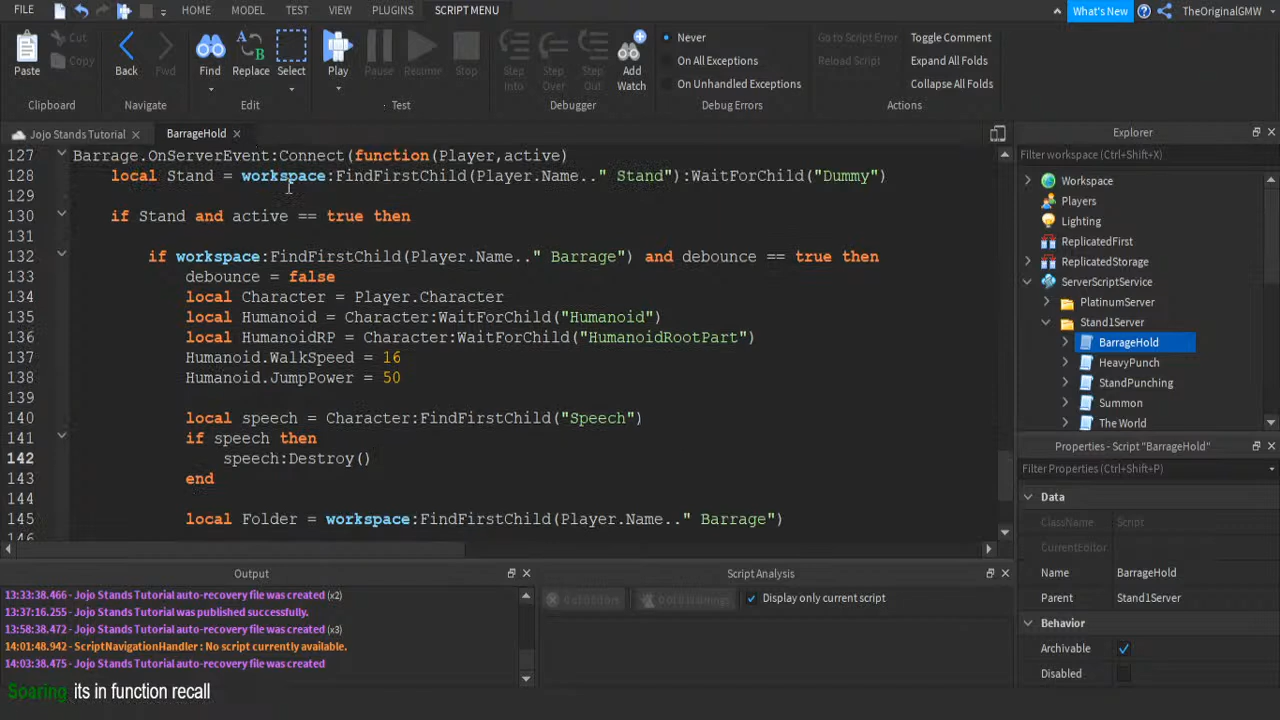 FILE HOME MODEL TEST VIEW PLUGINS SCRIPT MENU What's New TheOriginalGMW
Paste Cut Copy Back Fwd Find Replace Select Play Pause Resume Stop Step Into Step Over Step Out Add Watch
Never
On All Exceptions
On Unhandled Exceptions
Go to Script Error
Reload Script
Toggle Comment
Expand All Folds
Collapse All Folds
Clipboard Navigate Edit Test Debugger Debug Errors Actions
Jojo Stands Tutorial × BarrageHold ×
127 Barrage.OnServerEvent:Connect(function(Player,active)
128 local Stand = workspace:FindFirstChild(Player.Name.." Stand"):WaitForChild("Dummy")
129
130 if Stand and active == true then
131
132 if workspace:FindFirstChild(Player.Name.." Barrage") and debounce == true then
133 debounce = false
134 local Character = Player.Character
135 local Humanoid = Character:WaitForChild("Humanoid")
136 local HumanoidRP = Character:WaitForChild("HumanoidRootPart")
137 Humanoid.WalkSpeed = 16
138 Humanoid.JumpPower = 50
139
140 local speech = Character:FindFirstChild("Speech")
141 if speech then
142 speech:Destroy()
143 end
144
145 local Folder = workspace:FindFirstChild(Player.Name.." Barrage")
146
Explorer
Filter workspace (Ctrl+Shift+X)
Workspace
Players
Lighting
ReplicatedFirst
ReplicatedStorage
ServerScriptService
PlatinumServer
Stand1Server
BarrageHold
HeavyPunch
StandPunching
Summon
The World
Properties - Script "BarrageHold"
Filter Properties (Ctrl+Shift+P)
Data
ClassName Script
CurrentEditor
Name BarrageHold
Parent Stand1Server
Behavior
Archivable
Disabled
Output
13:33:38.466 - Jojo Stands Tutorial auto-recovery file was created (x2)
13:37:16.255 - Jojo Stands Tutorial was published successfully.
13:58:38.472 - Jojo Stands Tutorial auto-recovery file was created (x3)
14:01:48.942 - ScriptNavigationHandler : No script currently available.
14:03:38.475 - Jojo Stands Tutorial auto-recovery file was created
Script Analysis
Display only current script
Soaring its in function recall